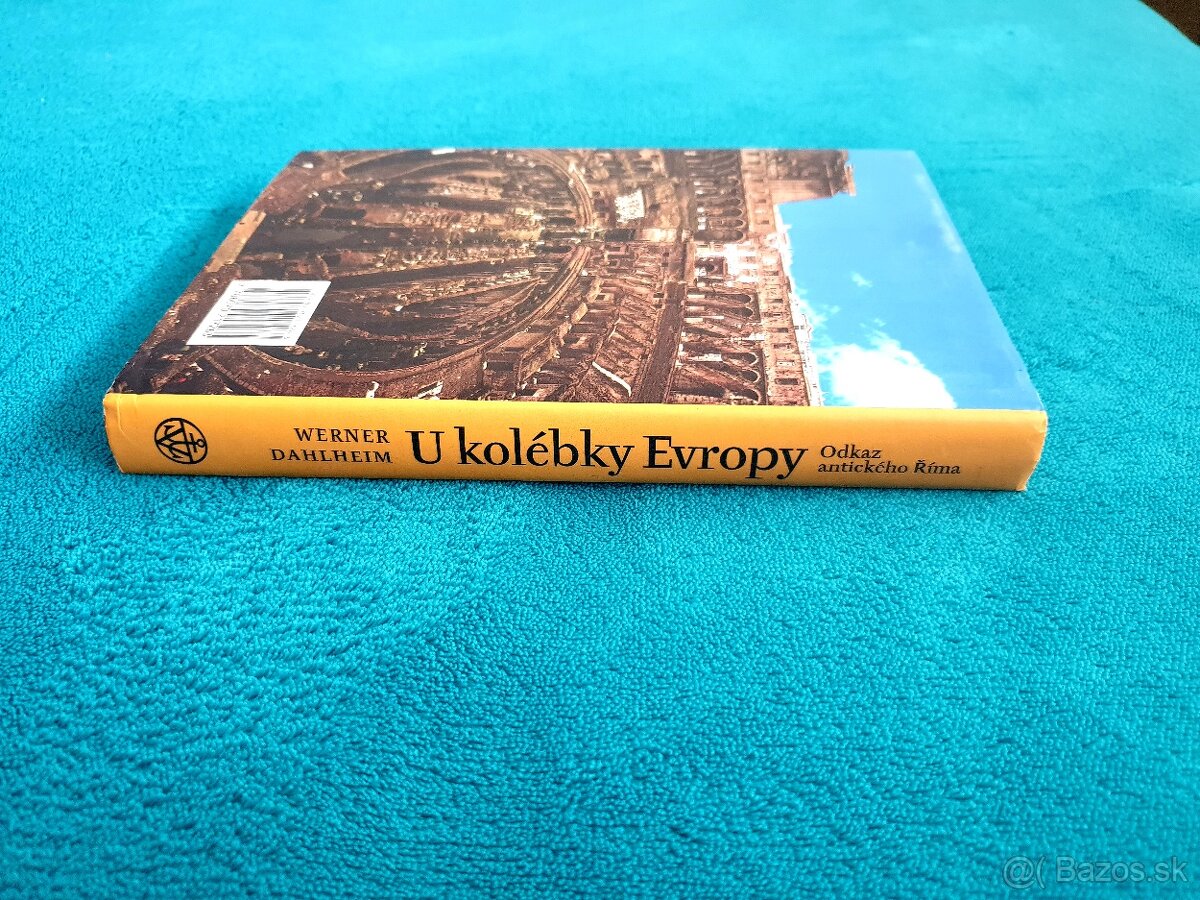 WERNER
DAHLHEIM
U kolébky Evropy
Odkaz
antického Říma
@( Bazos.sk